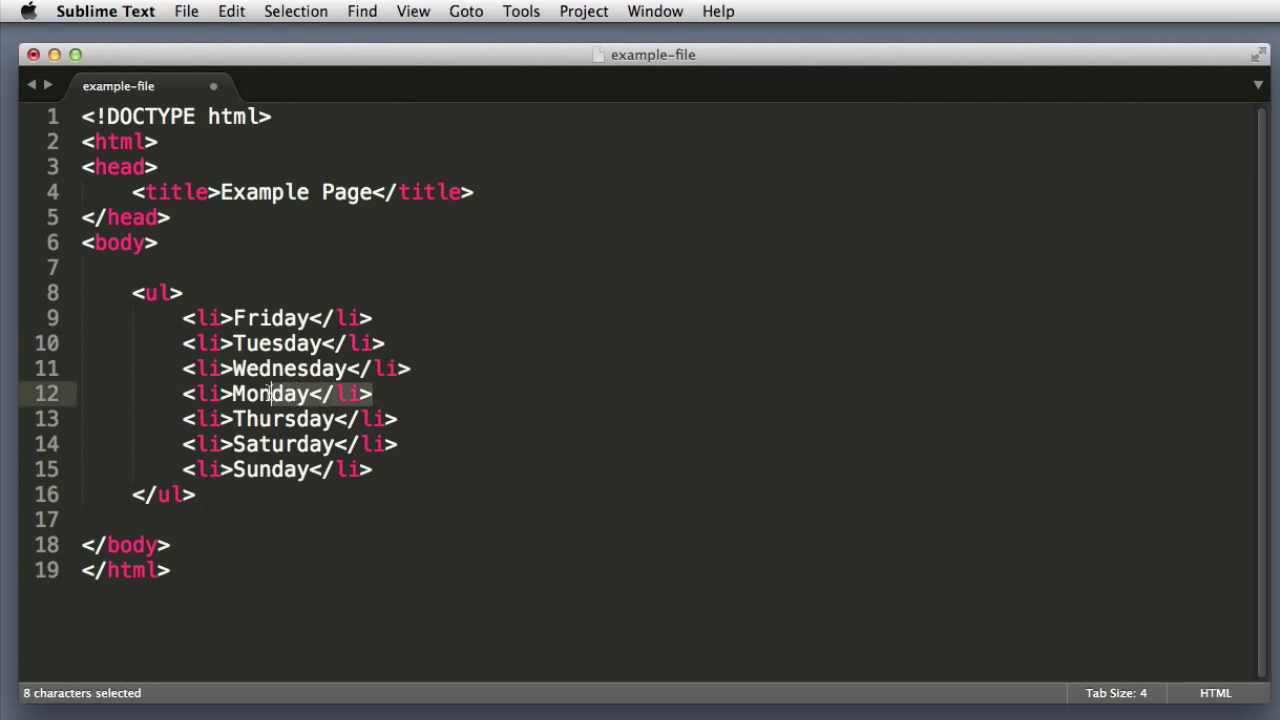 Sublime Text File Edit Selection Find View Goto Tools Project Window Help
example-file
example-file
1 <!DOCTYPE html>
2 <html>
3 <head>
4     <title>Example Page</title>
5 </head>
6 <body>
7
8     <ul>
9         <li>Friday</li>
10         <li>Tuesday</li>
11         <li>Wednesday</li>
12         <li>Monday</li>
13         <li>Thursday</li>
14         <li>Saturday</li>
15         <li>Sunday</li>
16     </ul>
17
18 </body>
19 </html>
8 characters selected Tab Size: 4 HTML